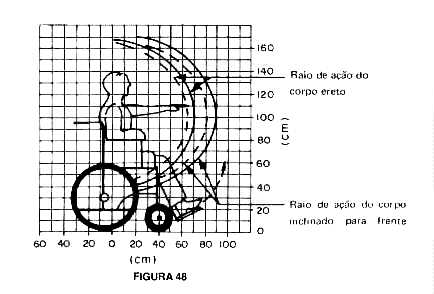 160
140
Raio de ação do
corpo ereto
120
100
(cm)
80
60
40
Raio de ação do corpo
inclinado para frente
20
0
60 40 20 0 20 40 60 80 100
(cm)
FIGURA 48